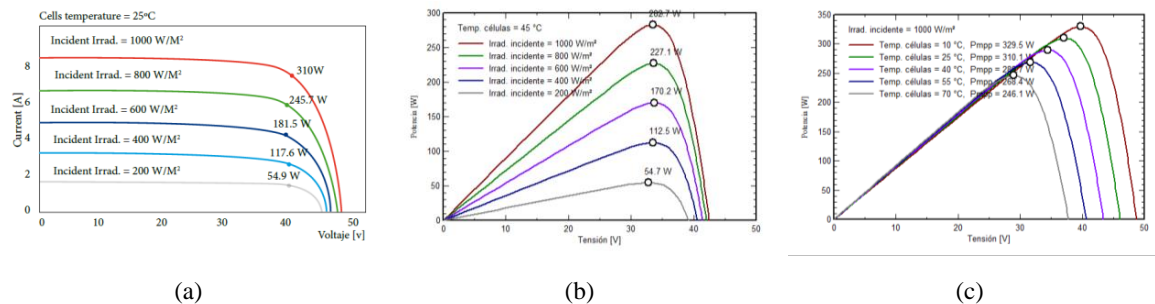 Cells temperature = 25ºC
Incident Irrad. = 1000 W/M²
Incident Irrad. = 800 W/M²
Incident Irrad. = 600 W/M²
Incident Irrad. = 400 W/M²
Incident Irrad. = 200 W/M²
310W
245.7 W
181.5 W
117.6 W
54.9 W
Current [A]
8
6
4
2
0
0 10 20 30 40 50
Voltaje [v]
(a)
Temp. células = 45 °C
Irrad. incidente = 1000 W/m²
Irrad. incidente = 800 W/m²
Irrad. incidente = 600 W/m²
Irrad. incidente = 400 W/m²
Irrad. incidente = 200 W/m²
227.1 W
170.2 W
112.5 W
54.7 W
Potencia [W]
300
250
200
150
100
50
0
0 10 20 30 40 50
Tensión [V]
(b)
Irrad. incidente = 1000 W/m²
Temp. células = 10 °C, Pmpp = 329.5 W
Temp. células = 25 °C, Pmpp = 310.1
Temp. células = 40 °C, Pmpp =
Temp. células = 55 °C, Pmpp = 268.4 W
Temp. células = 70 °C, Pmpp = 246.1 W
Potencia [W]
350
300
250
200
150
100
50
0
0 10 20 30 40 50
Tensión [V]
(c)